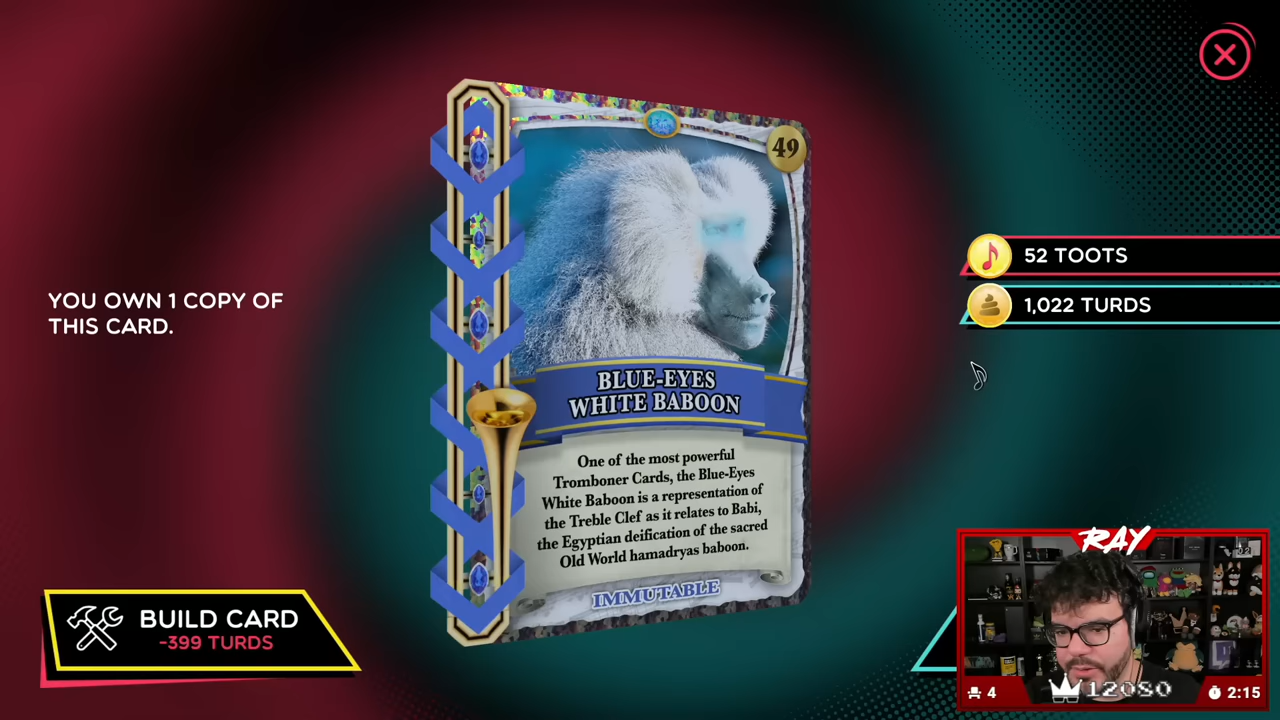 49
52 TOOTS
1,022 TURDS
YOU OWN 1 COPY OF
THIS CARD.
BLUE-EYES
WHITE BABOON
One of the most powerful
Tromboner Cards, the Blue-Eyes
White Baboon is a representation of
the Treble Clef as it relates to Babi,
the Egyptian deification of the sacred
Old World hamadryas baboon.
IMMUTABLE
BUILD CARD
-399 TURDS
RAY
4
12080
2:15